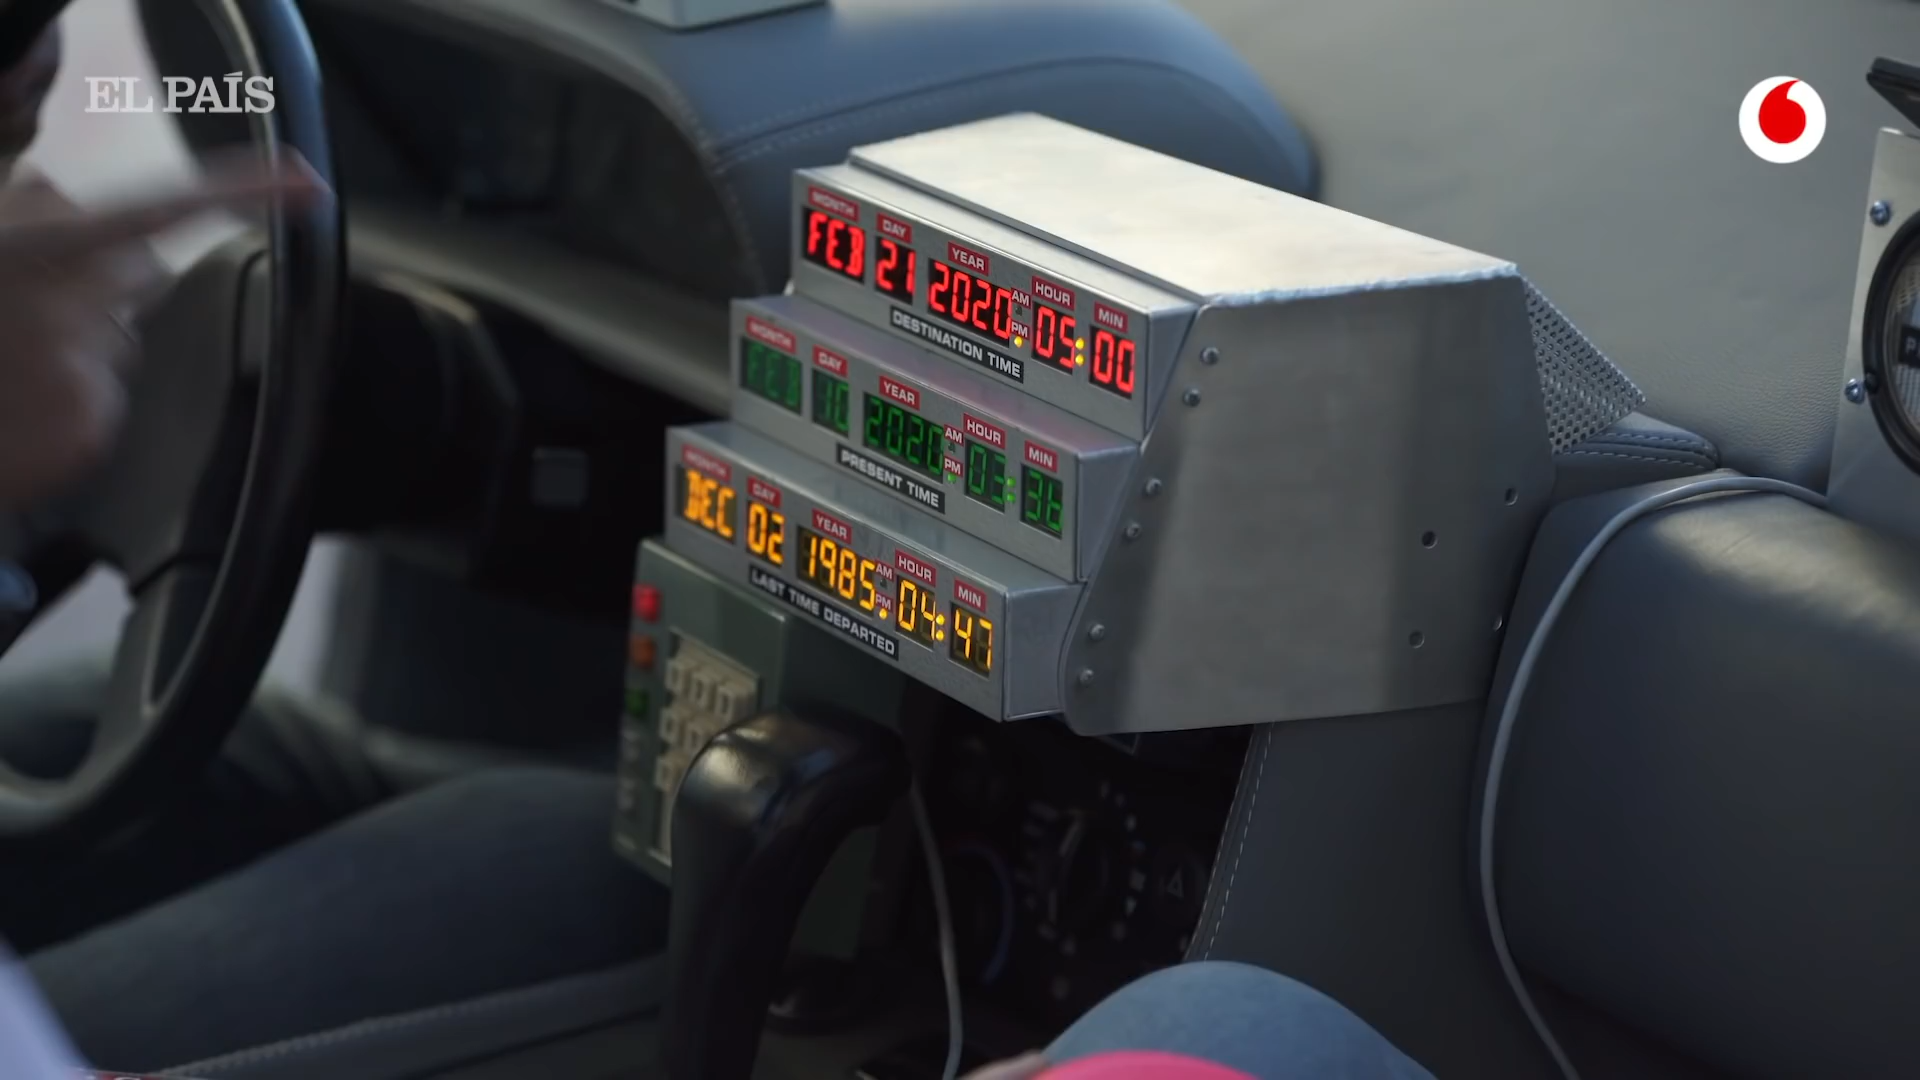 EL PAÍS
MONTH DAY YEAR AM PM HOUR MIN
FEB 21 2020 05:00
DESTINATION TIME
MONTH DAY YEAR AM PM HOUR MIN
FEB 10 2020 03:36
PRESENT TIME
MONTH DAY YEAR AM PM HOUR MIN
DEC 02 1985 04:47
LAST TIME DEPARTED